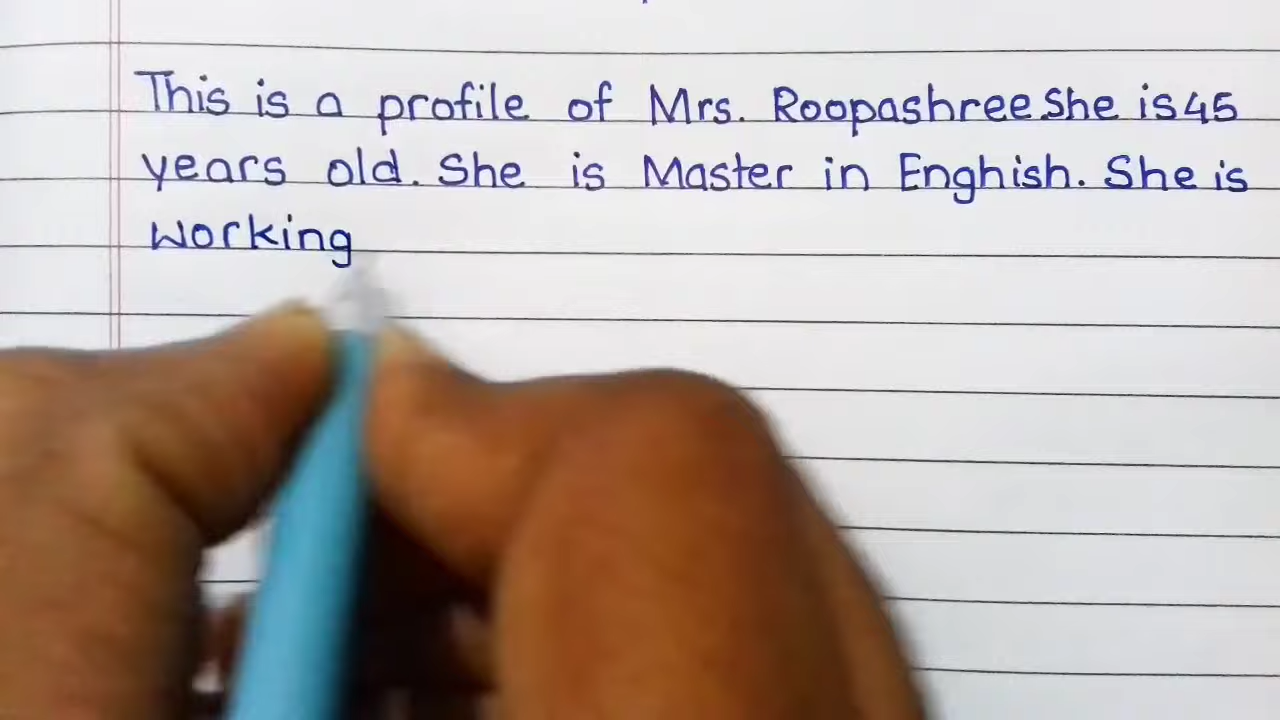 This is a profile of Mrs. Roopashree She is 45
years old. She is Master in Enghish. She is
working